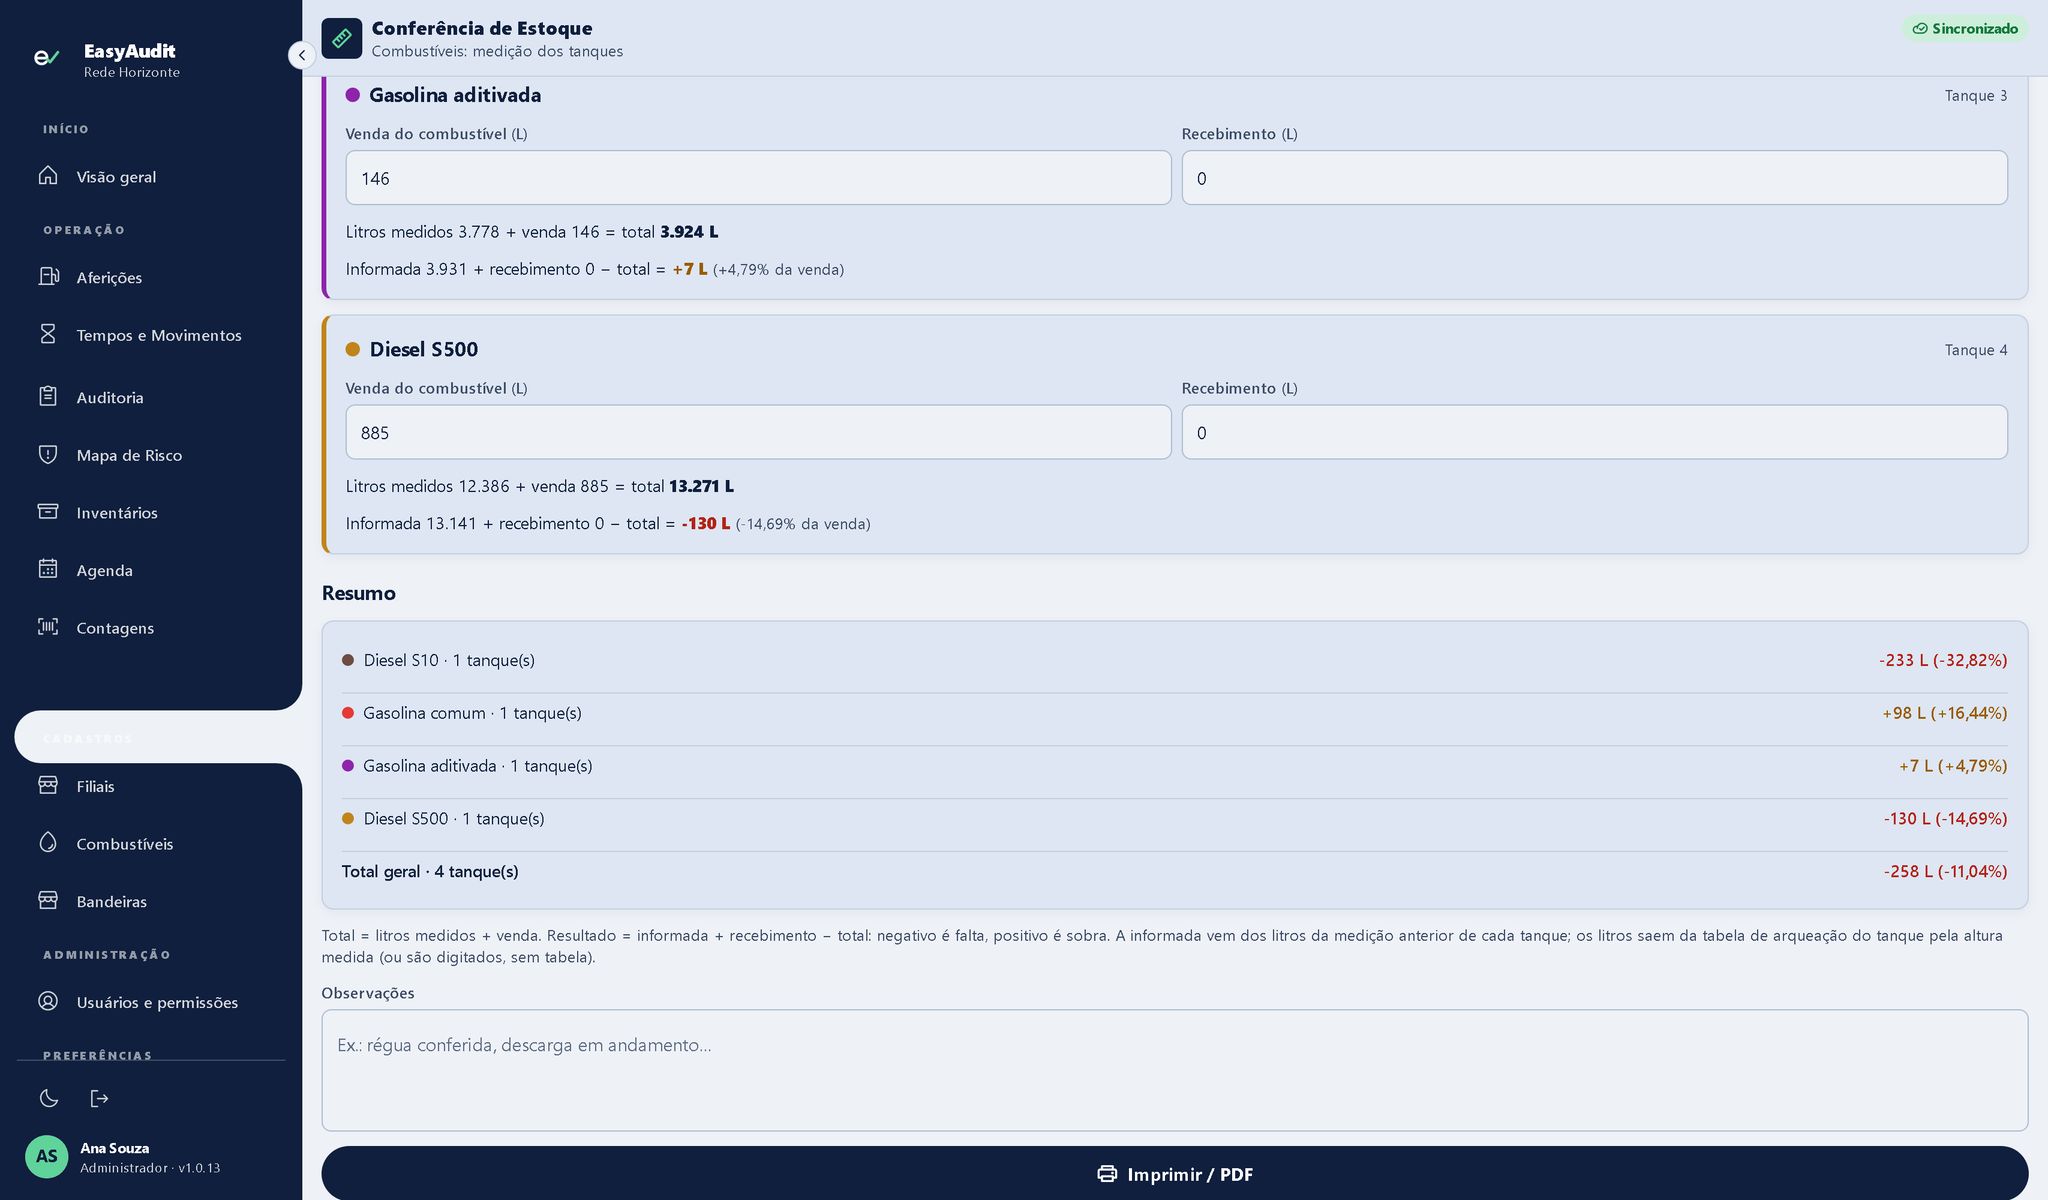 EasyAudit
Rede Horizonte
INÍCIO
Visão geral
OPERAÇÃO
Aferições
Tempos e Movimentos
Auditoria
Mapa de Risco
Inventários
Agenda
Contagens
CADASTROS
Filiais
Combustíveis
Bandeiras
ADMINISTRAÇÃO
Usuários e permissões
PREFERÊNCIAS
AS
Ana Souza
Administrador · v1.0.13
Conferência de Estoque
Combustíveis: medição dos tanques
Sincronizado
Gasolina aditivada
Tanque 3
Venda do combustível (L)
Recebimento (L)
146
0
Litros medidos 3.778 + venda 146 = total 3.924 L
Informada 3.931 + recebimento 0 − total = +7 L (+4,79% da venda)
Diesel S500
Tanque 4
Venda do combustível (L)
Recebimento (L)
885
0
Litros medidos 12.386 + venda 885 = total 13.271 L
Informada 13.141 + recebimento 0 − total = -130 L (-14,69% da venda)
Resumo
Diesel S10 · 1 tanque(s)
-233 L (-32,82%)
Gasolina comum · 1 tanque(s)
+98 L (+16,44%)
Gasolina aditivada · 1 tanque(s)
+7 L (+4,79%)
Diesel S500 · 1 tanque(s)
-130 L (-14,69%)
Total geral · 4 tanque(s)
-258 L (-11,04%)
Total = litros medidos + venda. Resultado = informada + recebimento − total: negativo é falta, positivo é sobra. A informada vem dos litros da medição anterior de cada tanque; os litros saem da tabela de arqueação do tanque pela altura
medida (ou são digitados, sem tabela).
Observações
Ex.: régua conferida, descarga em andamento...
Imprimir / PDF